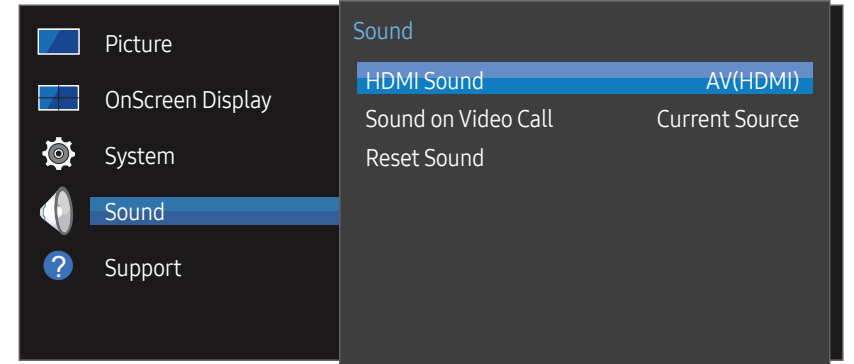 Picture
OnScreen Display
System
Sound
?
Support
Sound
HDMI Sound AV(HDMI)
Sound on Video Call Current Source
Reset Sound